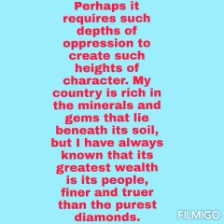 Perhaps it
requires such
depths of
oppression to
create such
heights of
character. My
country is rich in
the minerals and
gems that lie
beneath its soil,
but I have always
known that its
greatest wealth
is its people,
finer and truer
than the purest
diamonds.
FILMIGO